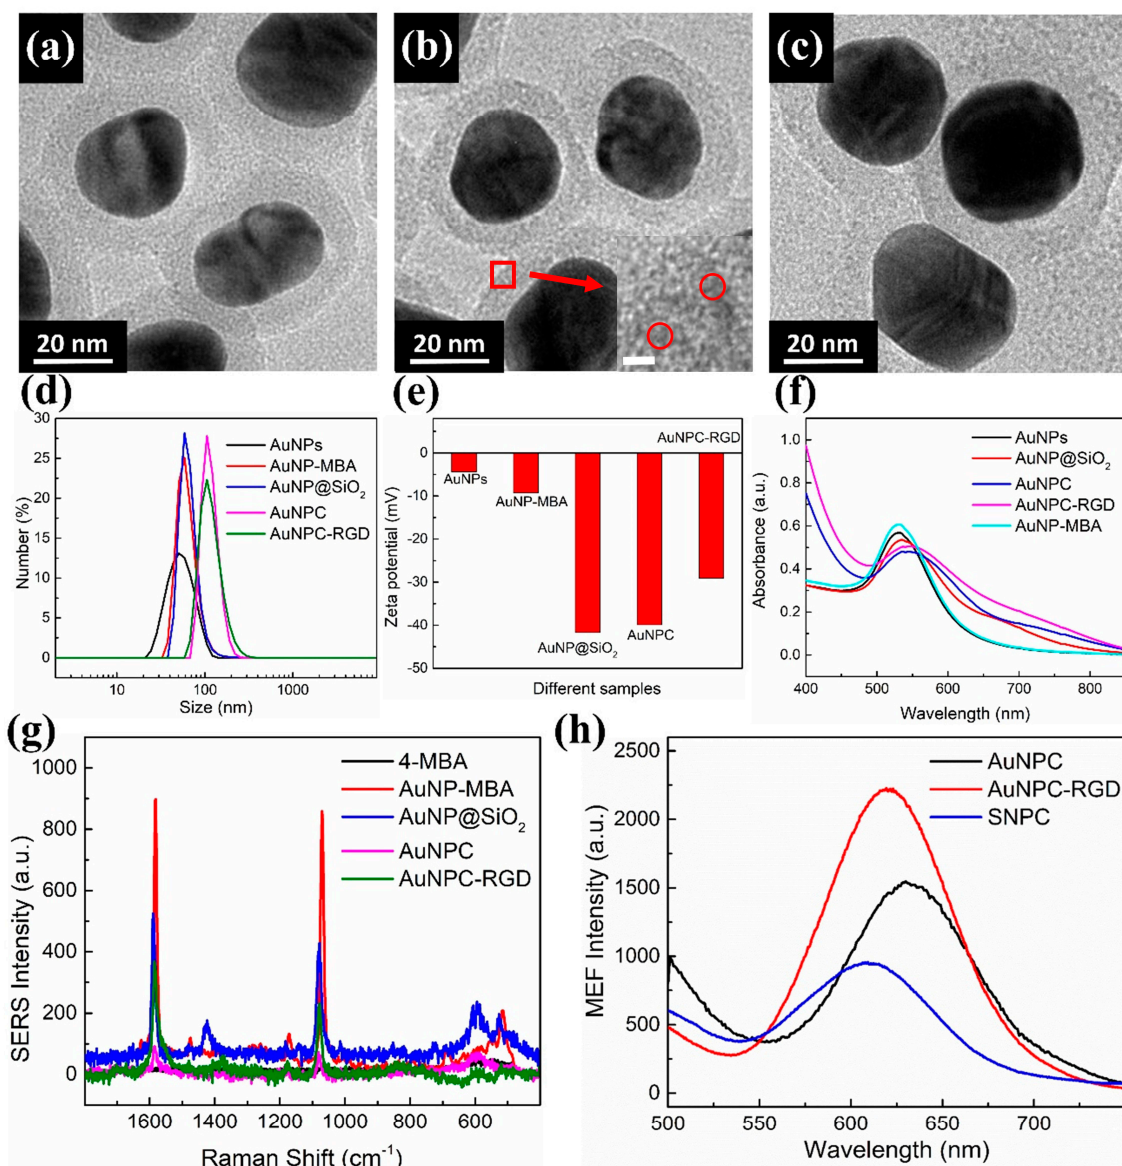 (a)
20 nm
(b)
20 nm
(c)
20 nm
(d)
Number (%)
30
25
20
15
10
5
0
10
100
1000
Size (nm)
AuNPs
AuNP-MBA
AuNP@SiO₂
AuNPC
AuNPC-RGD
(e)
Zeta potential (mV)
0
-10
-20
-30
-40
-50
AuNPs
AuNP-MBA
AuNP@SiO₂
AuNPC
AuNPC-RGD
Different samples
(f)
Absorbance (a.u.)
1.0
0.8
0.6
0.4
0.2
0.0
400
500
600
700
800
Wavelength (nm)
AuNPs
AuNP@SiO₂
AuNPC
AuNPC-RGD
AuNP-MBA
(g)
SERS Intensity (a.u.)
1000
800
600
400
200
0
1600
1400
1200
1000
800
600
Raman Shift (cm⁻¹)
4-MBA
AuNP-MBA
AuNP@SiO₂
AuNPC
AuNPC-RGD
(h)
MEF Intensity (a.u.)
2500
2000
1500
1000
500
0
500
550
600
650
700
Wavelength (nm)
AuNPC
AuNPC-RGD
SNPC